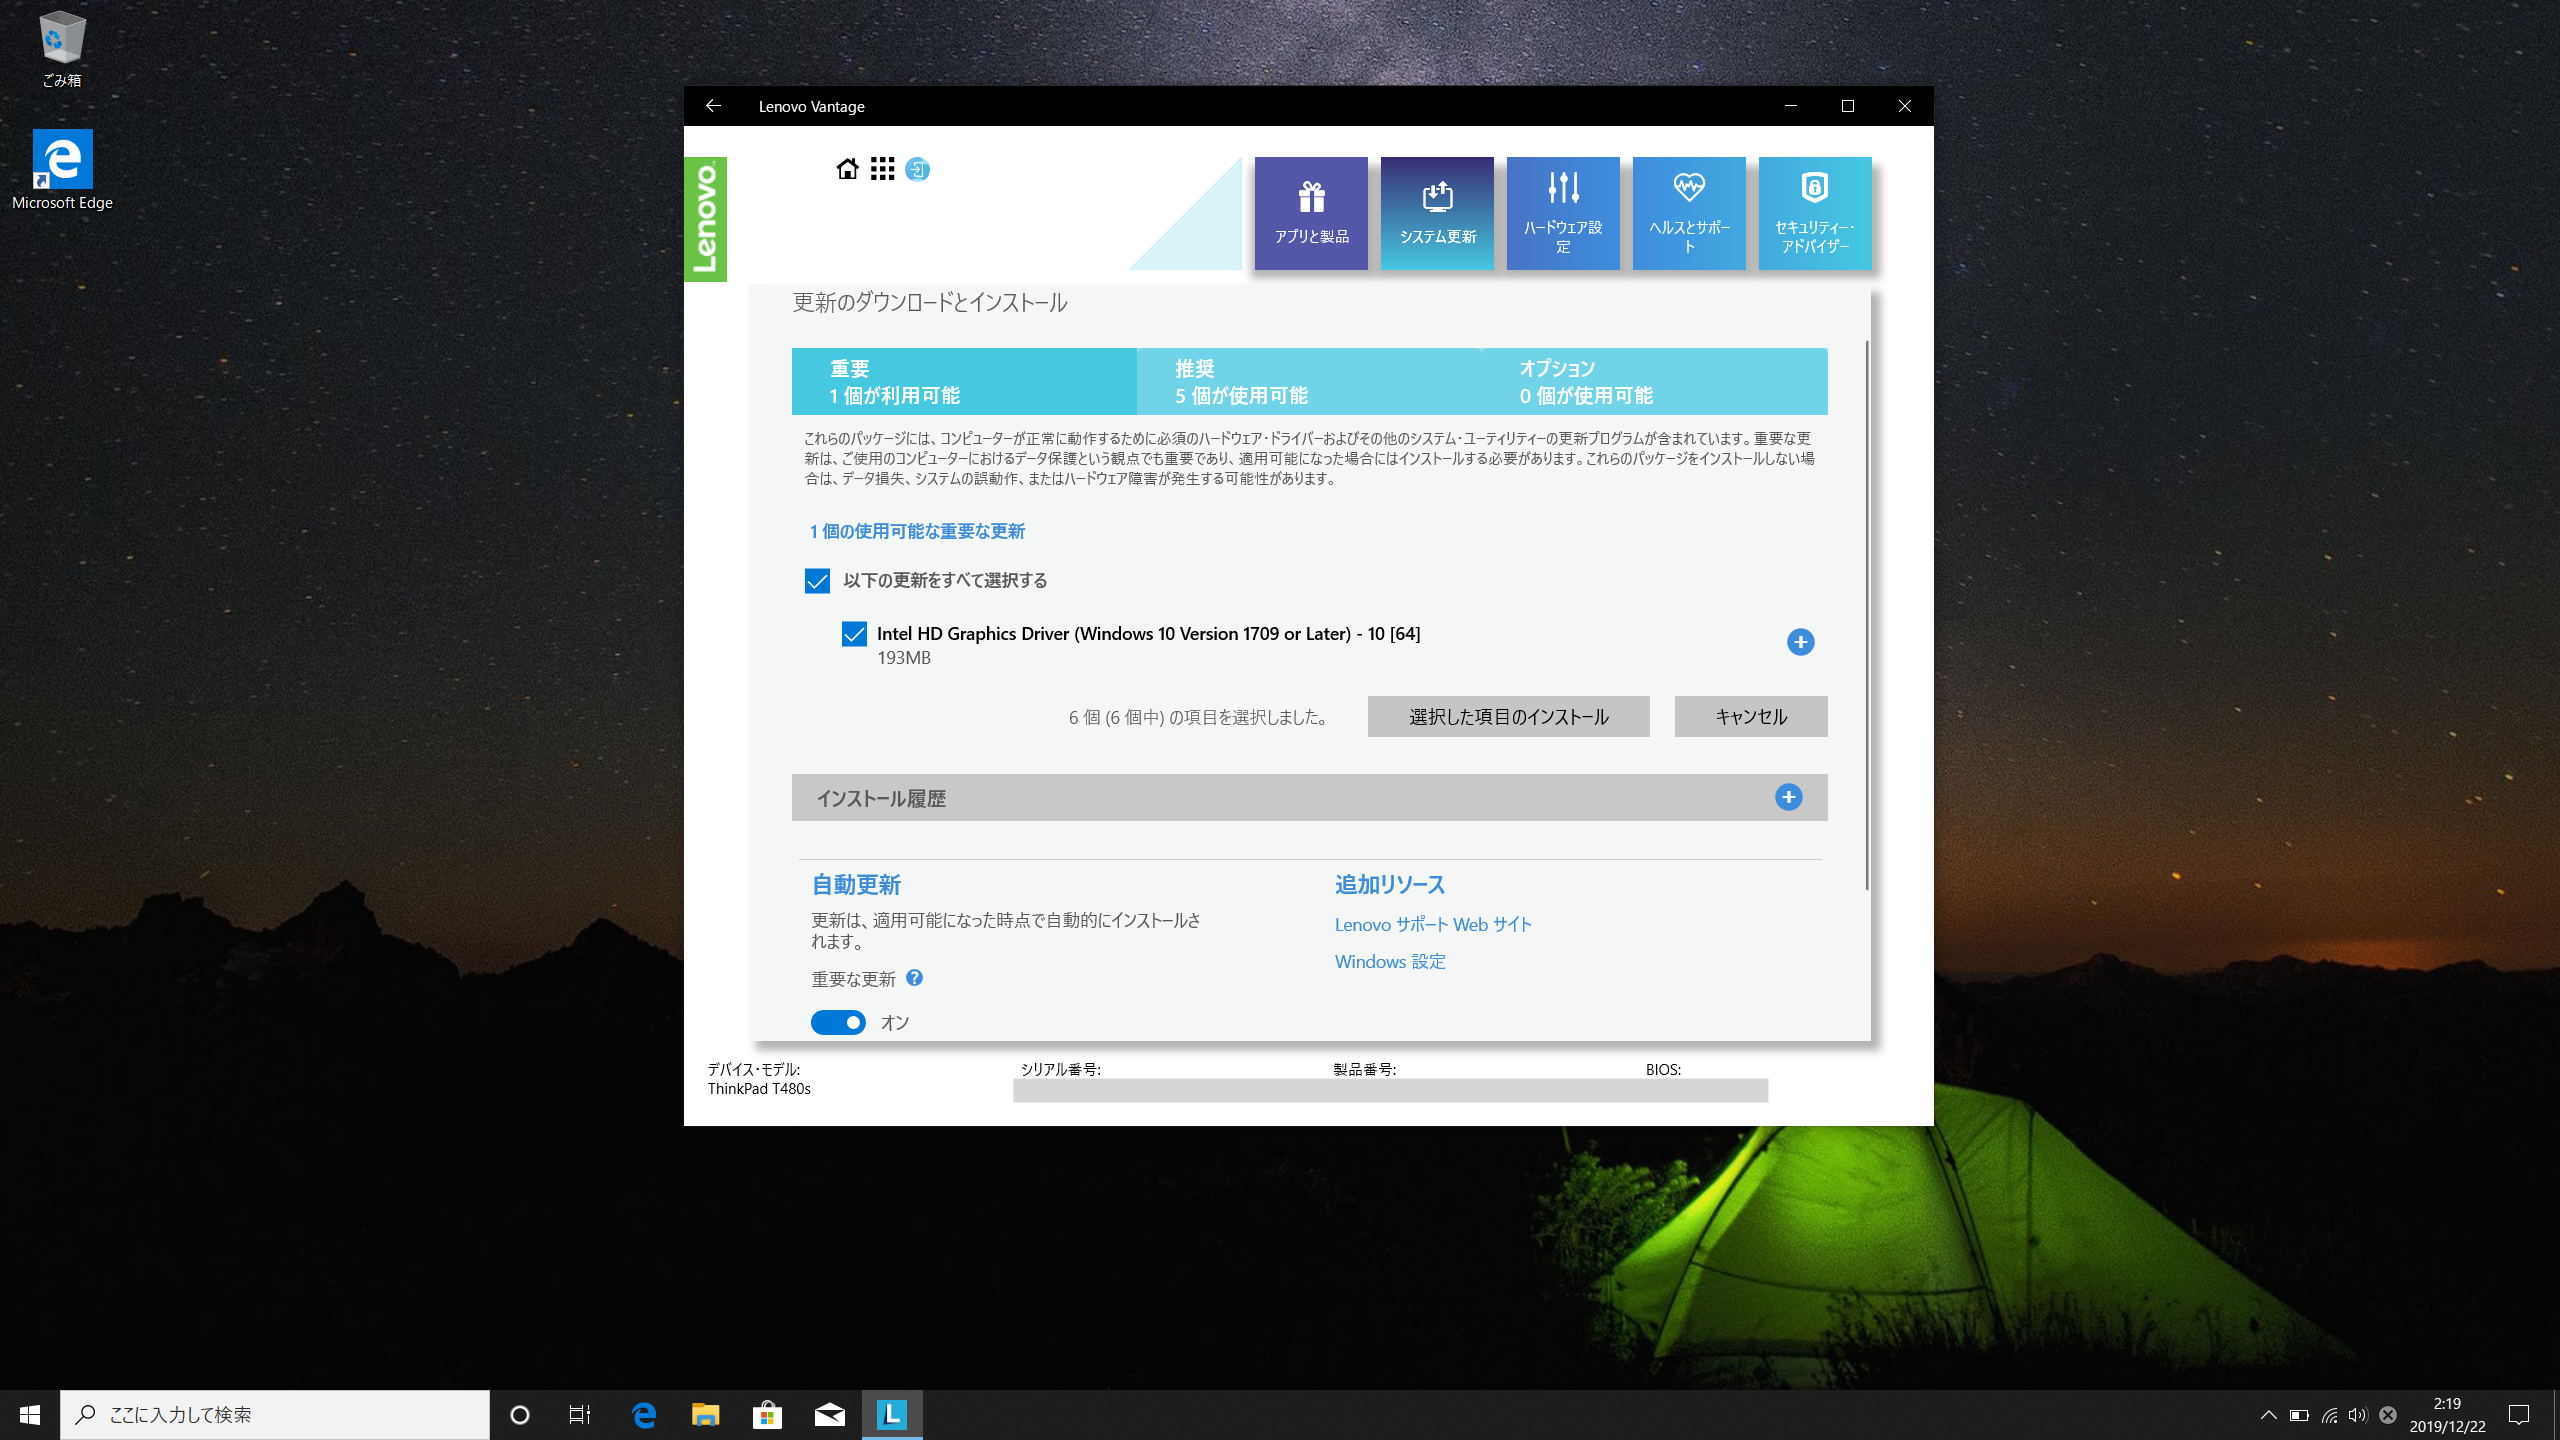 ごみ箱
Microsoft Edge
Lenovo Vantage
Lenovo
アプリと製品
システム更新
ハードウェア設
定
ヘルスとサポー
ト
セキュリティー・
アドバイザー
更新のダウンロードとインストール
重要
1 個が利用可能
推奨
5 個が使用可能
オプション
0 個が使用可能
これらのパッケージには、コンピューターが正常に動作するために必須のハードウェア・ドライバーおよびその他のシステム・ユーティリティーの更新プログラムが含まれています。重要な更
新は、ご使用のコンピューターにおけるデータ保護という観点でも重要であり、適用可能になった場合にはインストールする必要があります。これらのパッケージをインストールしない場
合は、データ損失、システムの誤動作、またはハードウェア障害が発生する可能性があります。
1 個の使用可能な重要な更新
以下の更新をすべて選択する
Intel HD Graphics Driver (Windows 10 Version 1709 or Later) - 10 [64]
193MB
6 個 (6 個中) の項目を選択しました。
選択した項目のインストール
キャンセル
インストール履歴
自動更新
更新は、適用可能になった時点で自動的にインストールさ
れます。
重要な更新
オン
追加リソース
Lenovo サポート Web サイト
Windows 設定
デバイス・モデル:
ThinkPad T480s
シリアル番号:
製品番号:
BIOS:
ここに入力して検索
2:19
2019/12/22